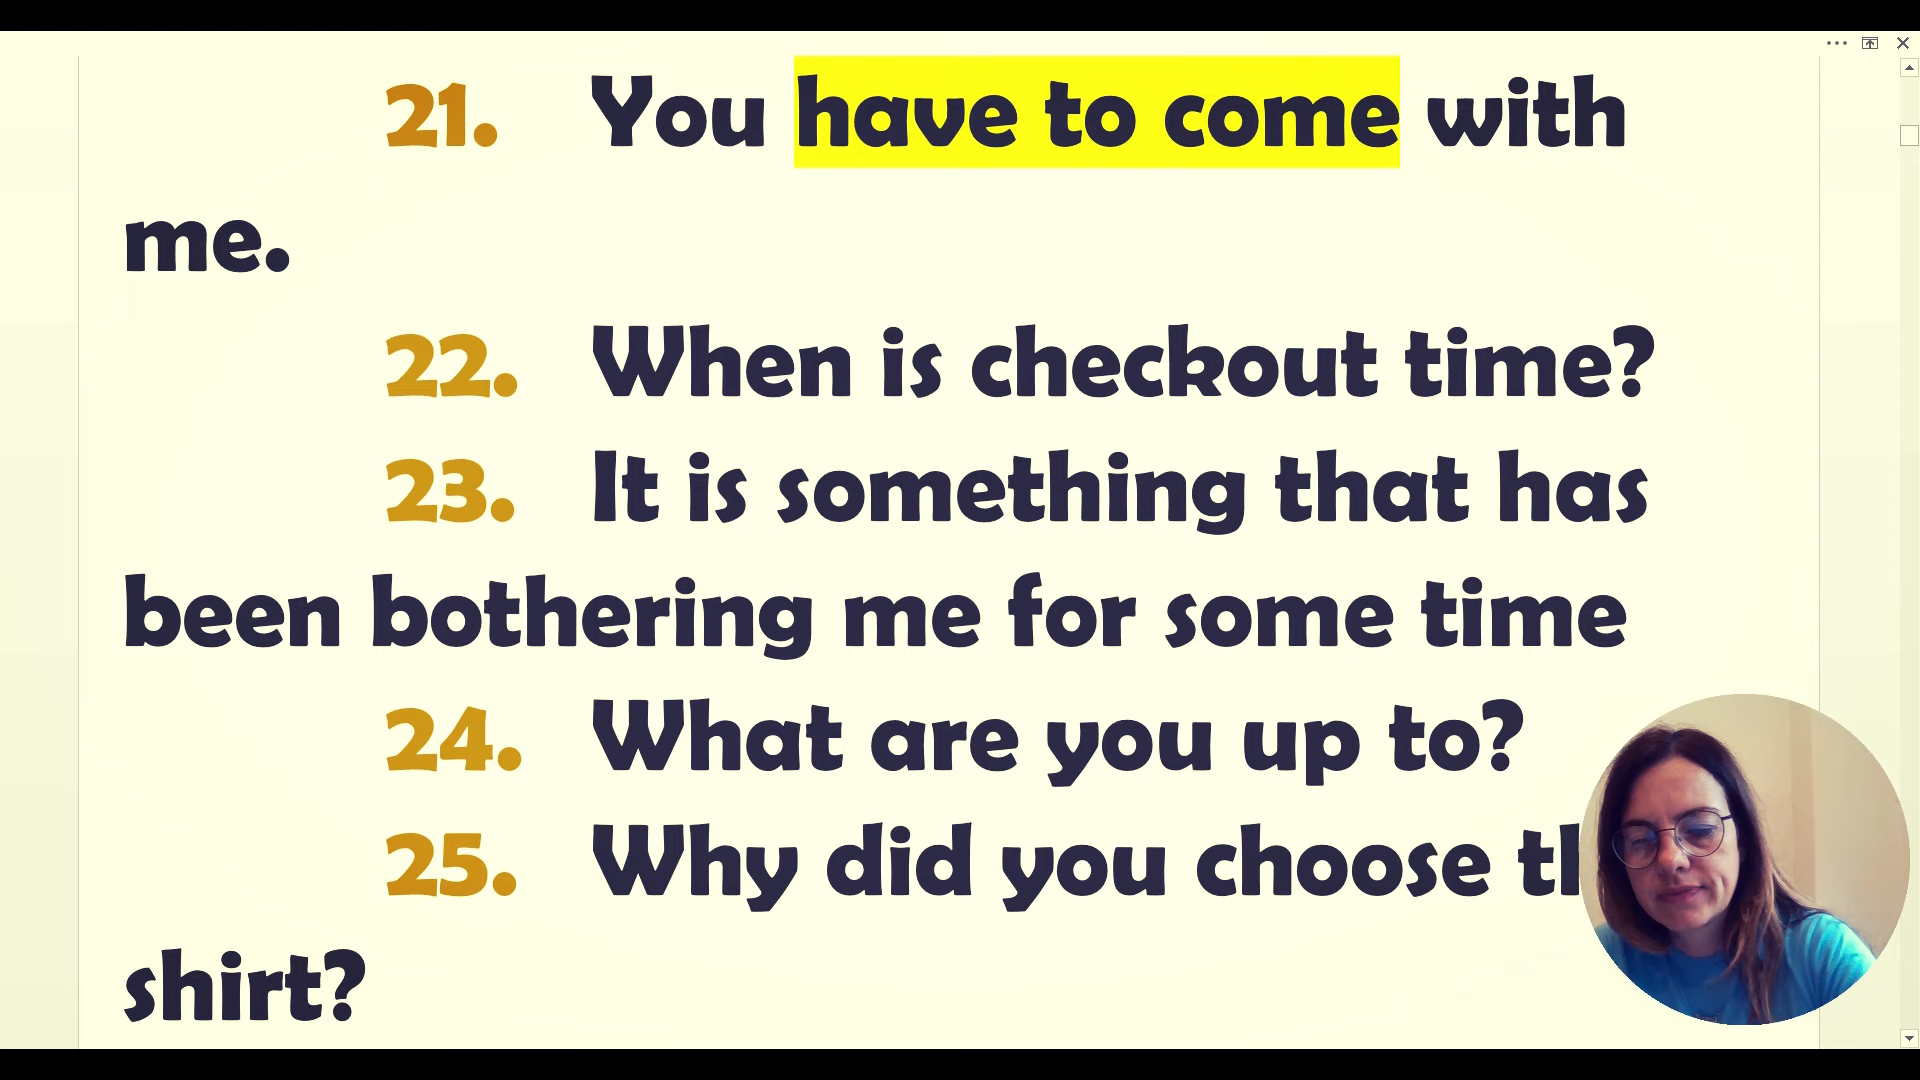 21. You have to come with
me.
22. When is checkout time?
23. It is something that has
been bothering me for some time
24. What are you up to?
25. Why did you choose
shirt?